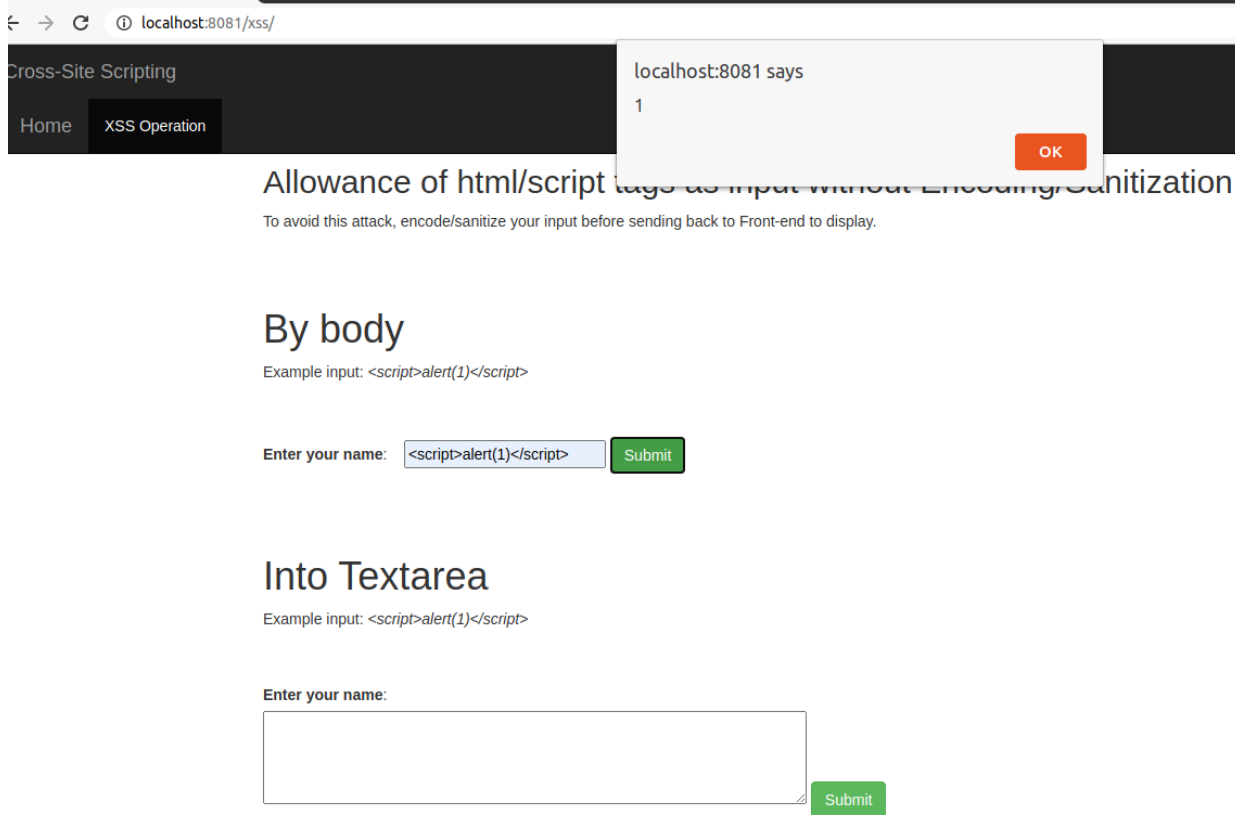 localhost:8081/xss/
Cross-Site Scripting
localhost:8081 says
1
OK
Home XSS Operation
Allowance of html/script tags as input without Encoding/Sanitization
To avoid this attack, encode/sanitize your input before sending back to Front-end to display.
By body
Example input: <script>alert(1)</script>
Enter your name: <script>alert(1)</script> Submit
Into Textarea
Example input: <script>alert(1)</script>
Enter your name:
Submit